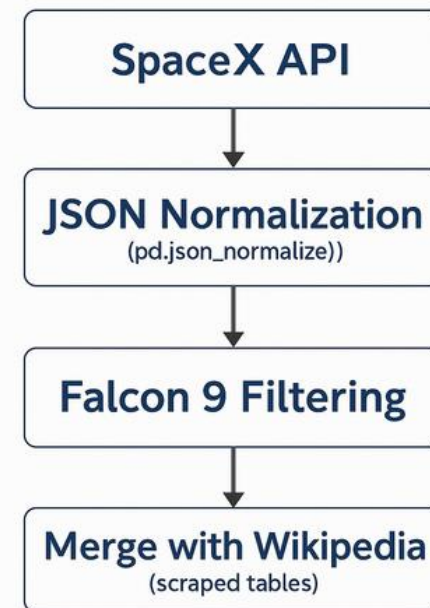 SpaceX API
JSON Normalization
(pd.json_normalize))
Falcon 9 Filtering
Merge with Wikipedia
(scraped tables)